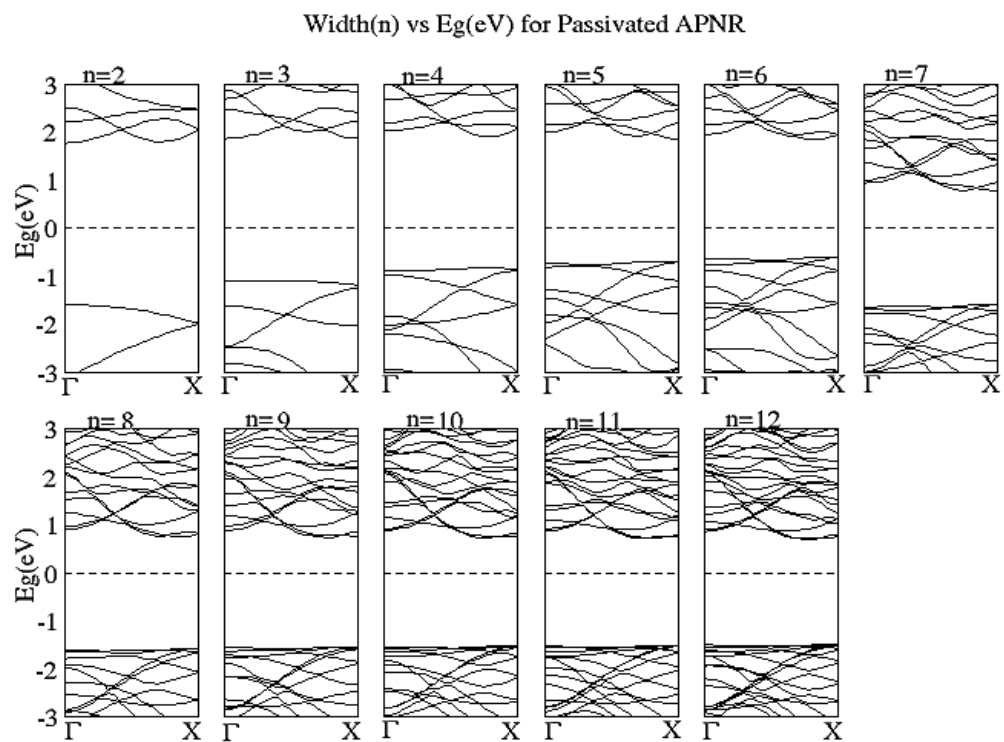 Width(n) vs Eg(eV) for Passivated APNR
n=2 n=3 n=4 n=5 n=6 n=7
3
2
1
0
-1
-2
-3
Eg(eV)
Γ X Γ X Γ X Γ X Γ X Γ X
n=8 n=9 n=10 n=11 n=12
3
2
1
0
-1
-2
-3
Eg(eV)
Γ X Γ X Γ X Γ X Γ X